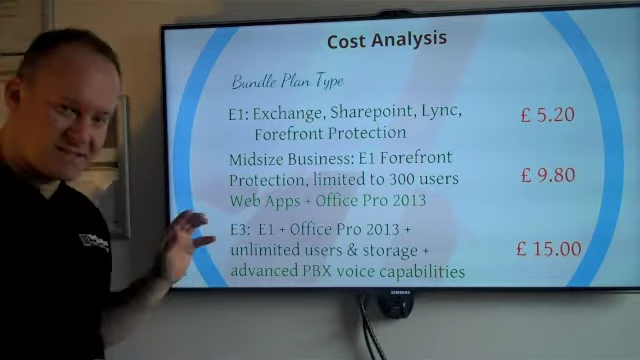 Cost Analysis
Bundle Plan Type
E1: Exchange, Sharepoint, Lync, £ 5.20
Forefront Protection
Midsize Business: E1 Forefront
Protection, limited to 300 users £ 9.80
Web Apps + Office Pro 2013
E3: E1 + Office Pro 2013 +
unlimited users & storage + £ 15.00
advanced PBX voice capabilities
SAMSUNG